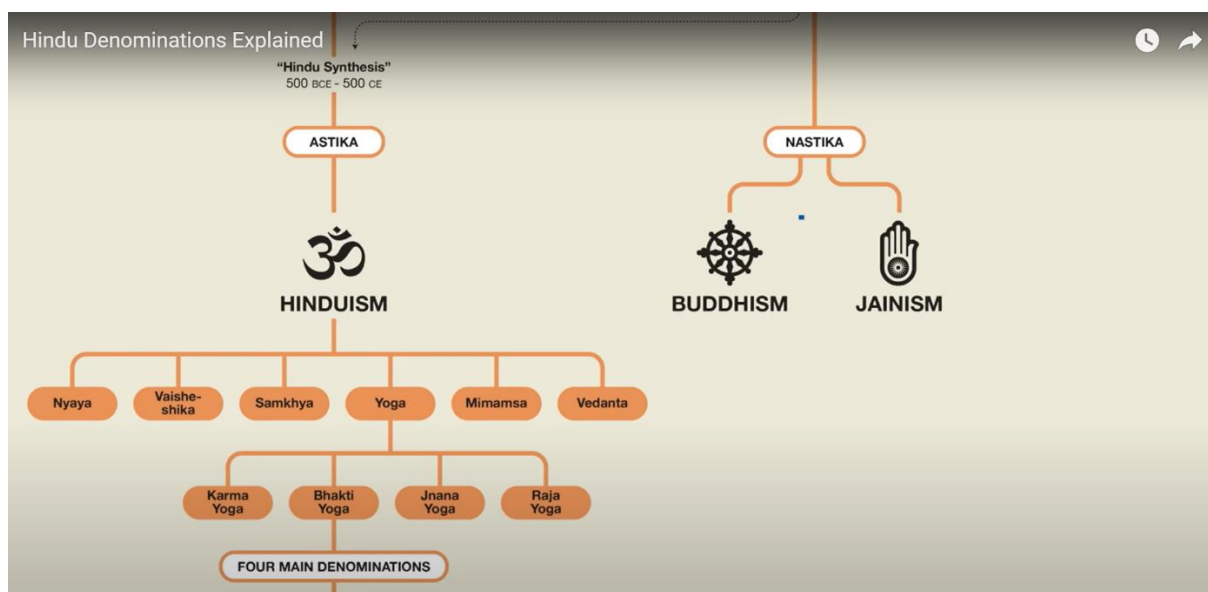 Hindu Denominations Explained
"Hindu Synthesis"
500 BCE - 500 CE
ASTIKA
NASTIKA
HINDUISM
BUDDHISM
JAINISM
Nyaya
Vaishe-
shika
Samkhya
Yoga
Mimamsa
Vedanta
Karma
Yoga
Bhakti
Yoga
Jnana
Yoga
Raja
Yoga
FOUR MAIN DENOMINATIONS